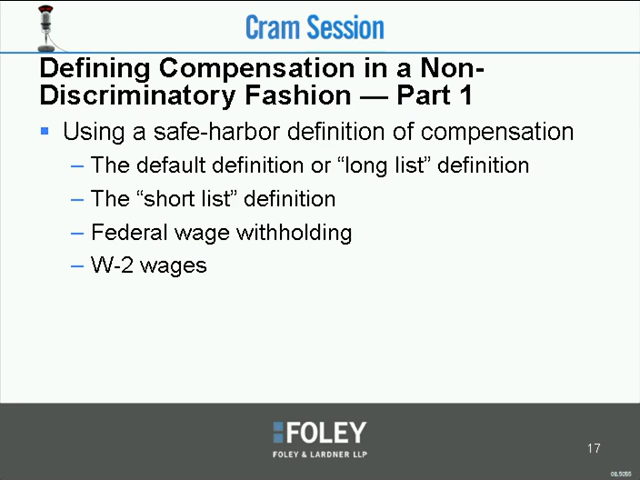 Cram Session
Defining Compensation in a Non-
Discriminatory Fashion — Part 1
▪ Using a safe-harbor definition of compensation
– The default definition or “long list” definition
– The “short list” definition
– Federal wage withholding
– W-2 wages
FOLEY
FOLEY & LARDNER LLP
17